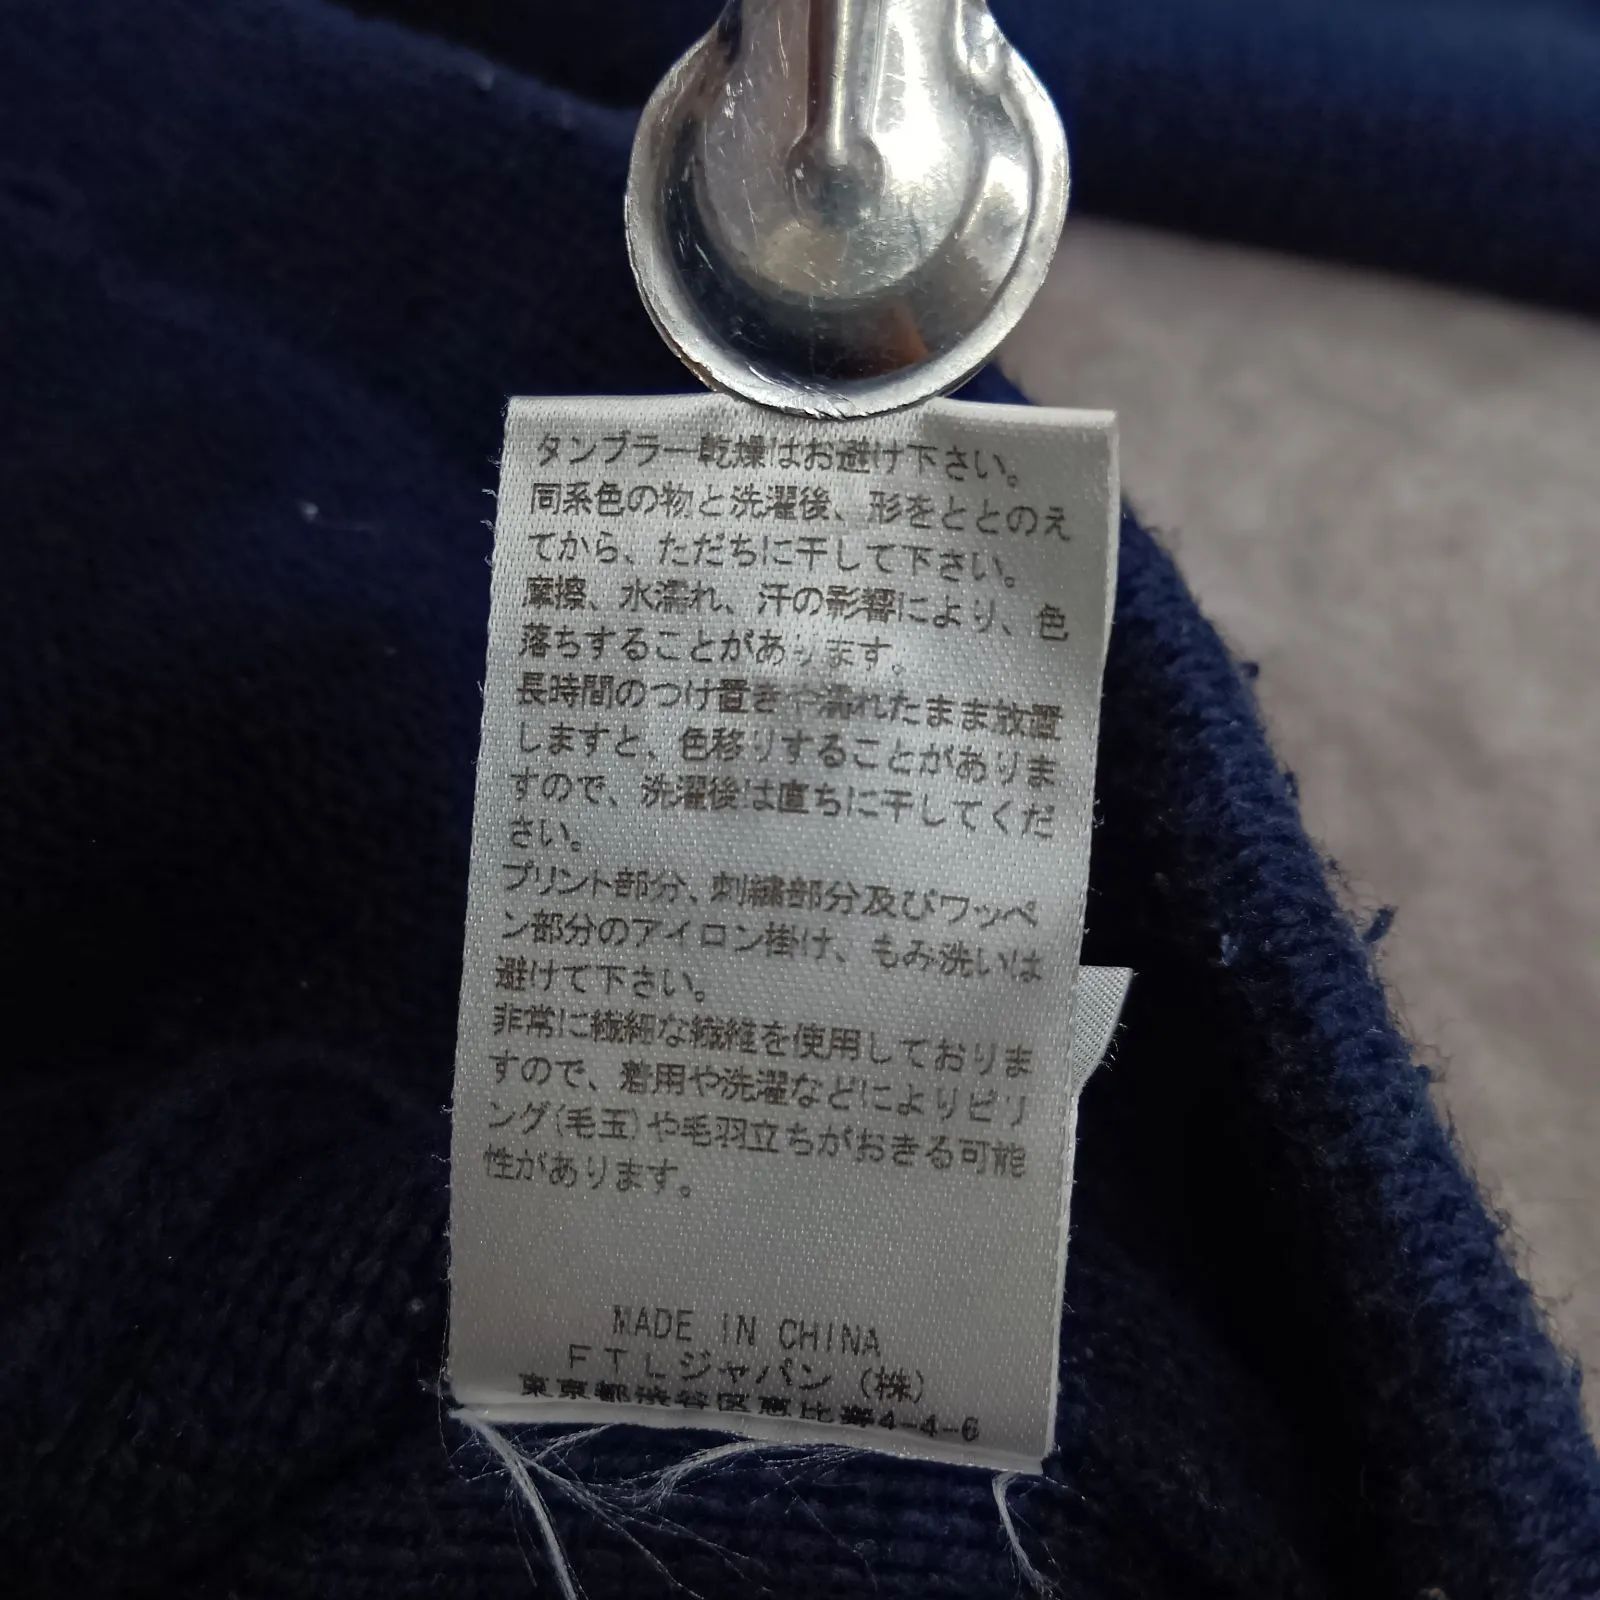 タンブラー乾燥はお避け下さい。
同系色の物と洗濯後、形をととのえ
てから、ただちに干して下さい。
摩擦、水濡れ、汗の影響により、色
落ちすることがあります。
長時間のつけ置きや濡れたまま放置
しますと、色移りすることがありま
すので、洗濯後は直ちに干してくだ
さい。
プリント部分、刺繍部分及びワッペ
ン部分のアイロン掛け、もみ洗いは
避けて下さい。
非常に繊細な繊維を使用しておりま
すので、着用や洗濯などによりピリ
ング(毛玉)や毛羽立ちがおきる可能
性があります。
MADE IN CHINA
FTLジャパン(株)
東京都渋谷区恵比寿4-4-6